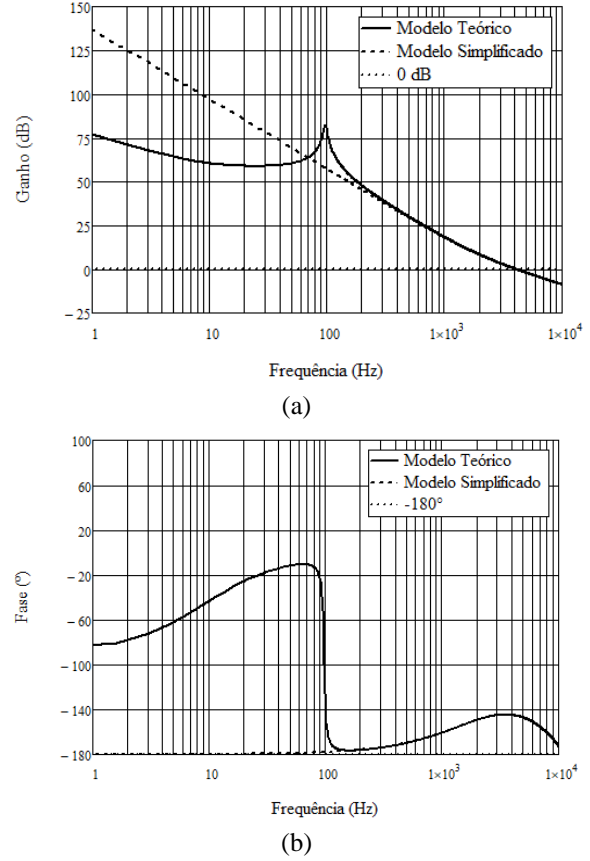 150
125
100
75
50
25
0
−25
Ganho (dB)
Modelo Teórico
Modelo Simplificado
0 dB
1
10
100
1×10³
1×10⁴
Frequência (Hz)
(a)
100
60
20
−20
−60
−100
−140
−180
Fase (º)
Modelo Teórico
Modelo Simplificado
-180°
1
10
100
1×10³
1×10⁴
Frequência (Hz)
(b)